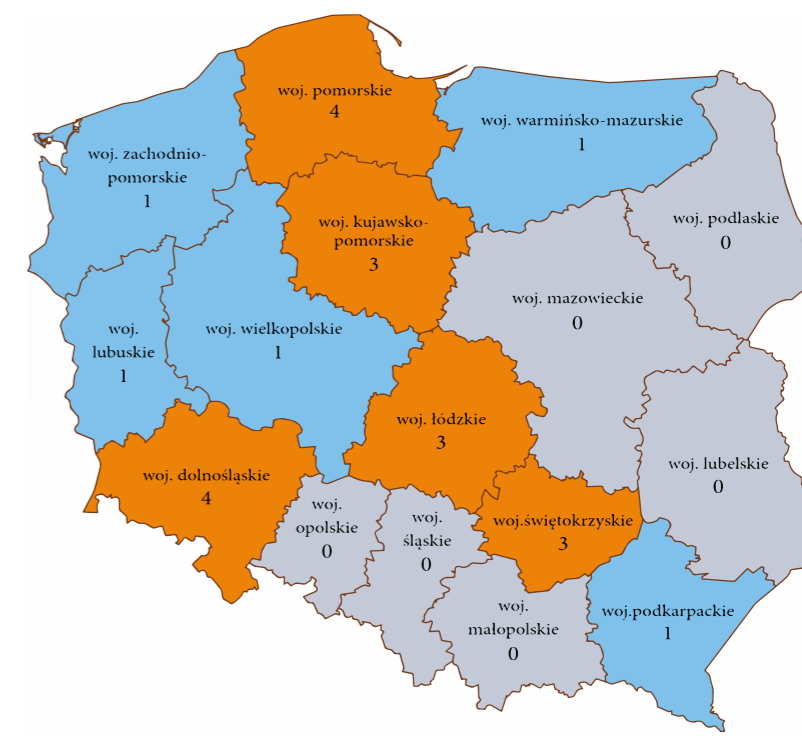 woj. pomorskie
4
woj. warmińsko-mazurskie
1
woj. zachodnio-
pomorskie
1
woj. podlaskie
0
woj. kujawsko-
pomorskie
3
woj. mazowieckie
0
woj.
lubuskie
1
woj. wielkopolskie
1
woj. łódzkie
3
woj. lubelskie
0
woj. dolnośląskie
4
woj.
opolskie
0
woj.
śląskie
0
woj.świętokrzyskie
3
woj.
małopolskie
0
woj.podkarpackie
1